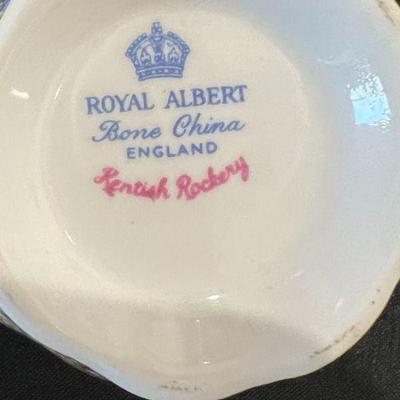 ROYAL ALBERT
Bone China
ENGLAND
Kentish Rockery